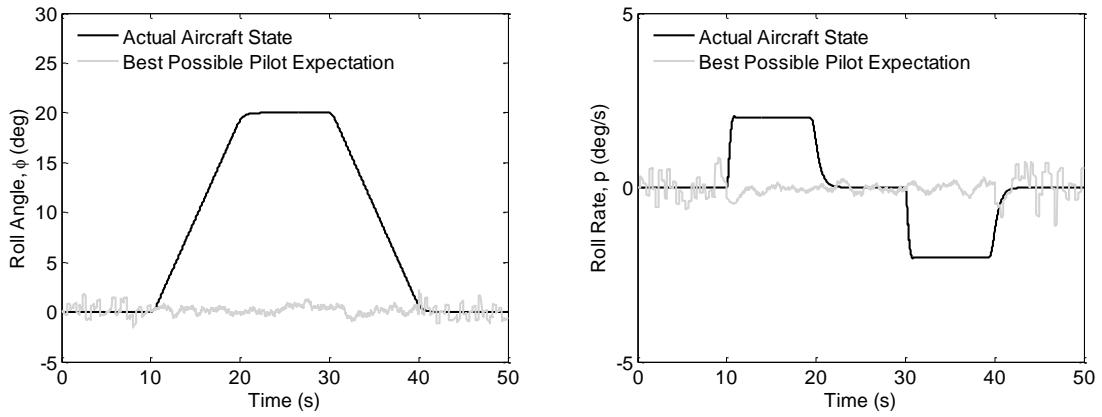 30
25
20
15
10
5
0
-5
Roll Angle, ϕ (deg)
Actual Aircraft State
Best Possible Pilot Expectation
0 10 20 30 40 50
Time (s)
5
0
-5
Roll Rate, p (deg/s)
Actual Aircraft State
Best Possible Pilot Expectation
0 10 20 30 40 50
Time (s)